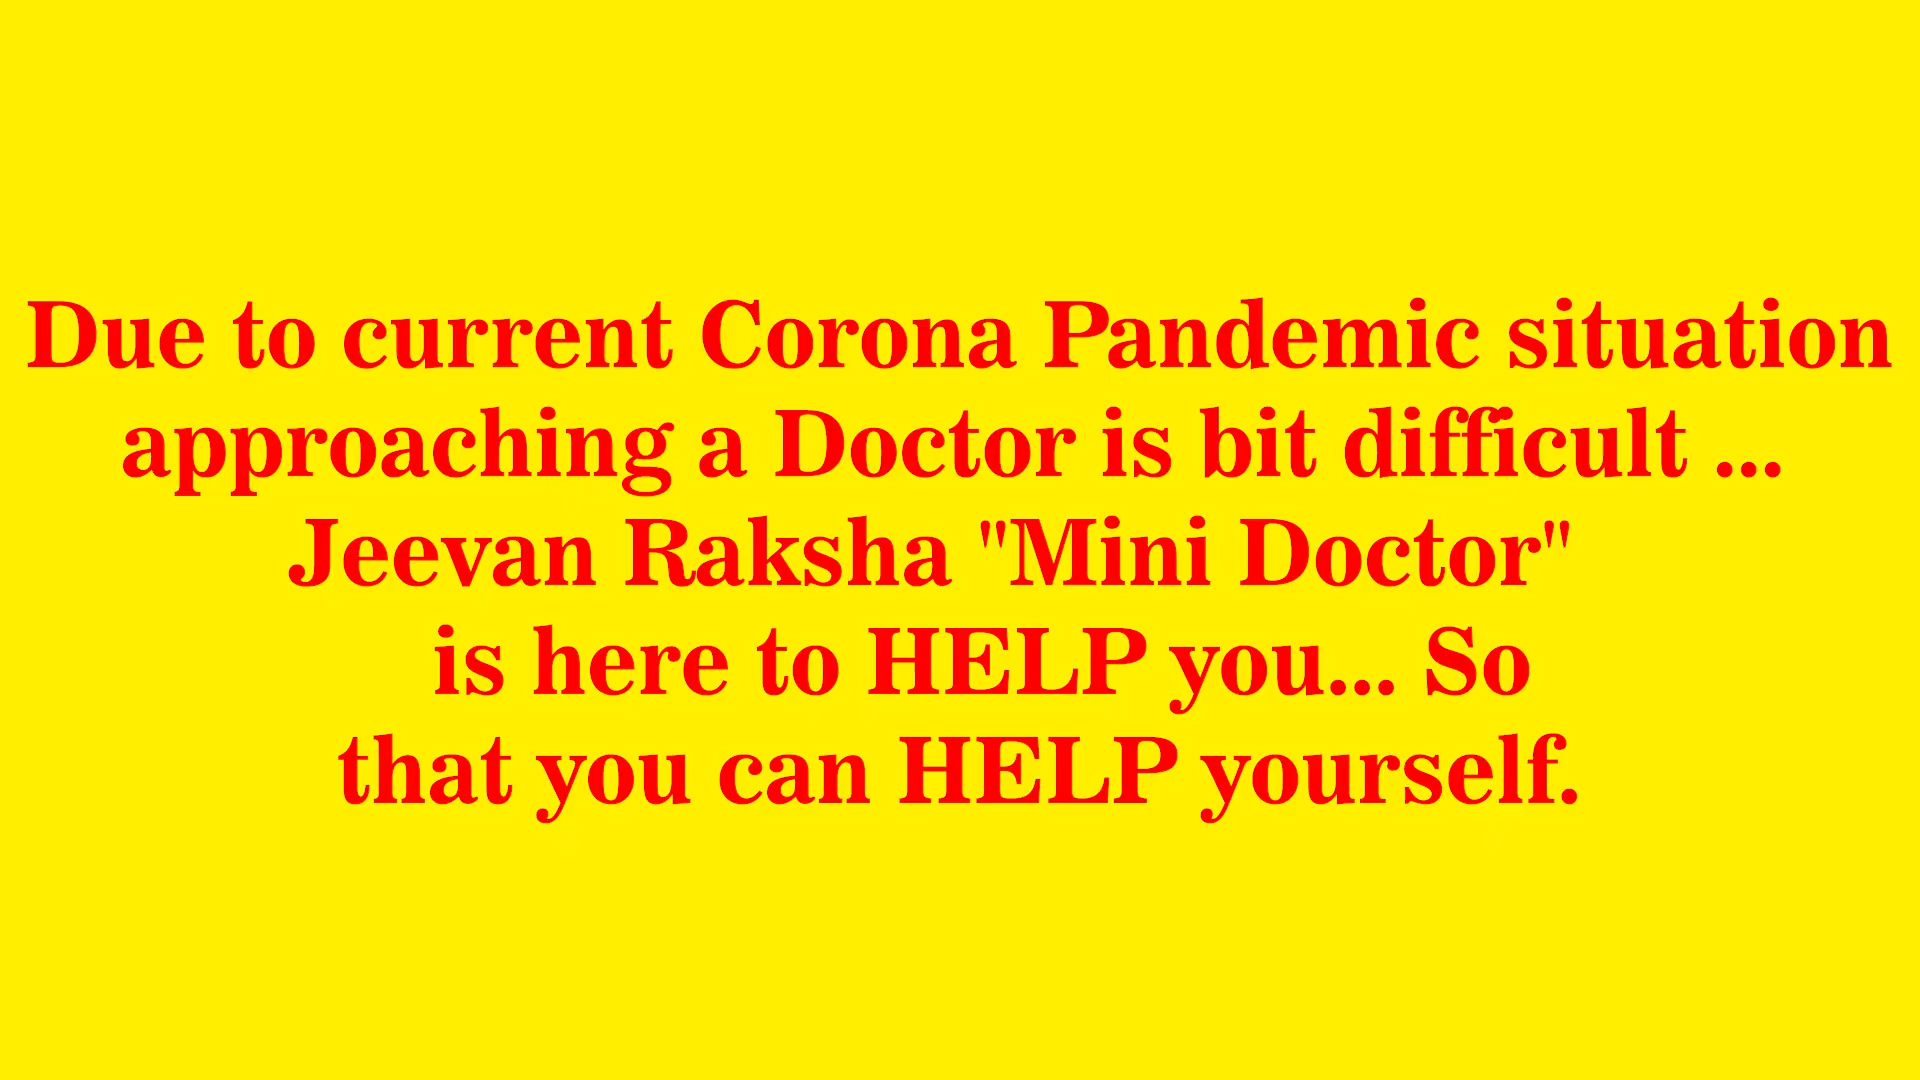 Due to current Corona Pandemic situation
approaching a Doctor is bit difficult ...
Jeevan Raksha "Mini Doctor"
is here to HELP you... So
that you can HELP yourself.